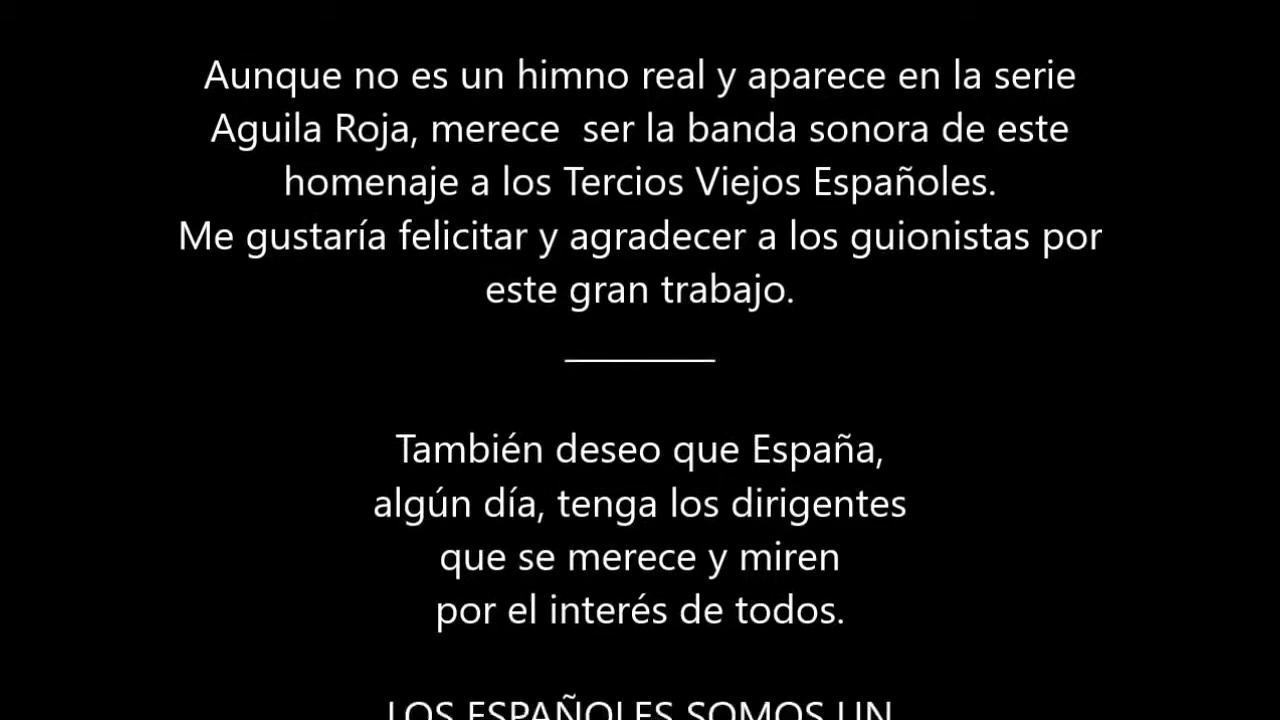 Aunque no es un himno real y aparece en la serie
Aguila Roja, merece  ser la banda sonora de este
homenaje a los Tercios Viejos Españoles.
Me gustaría felicitar y agradecer a los guionistas por
este gran trabajo.
También deseo que España,
algún día, tenga los dirigentes
que se merece y miren
por el interés de todos.
LOS ESPAÑOLES SOMOS UN